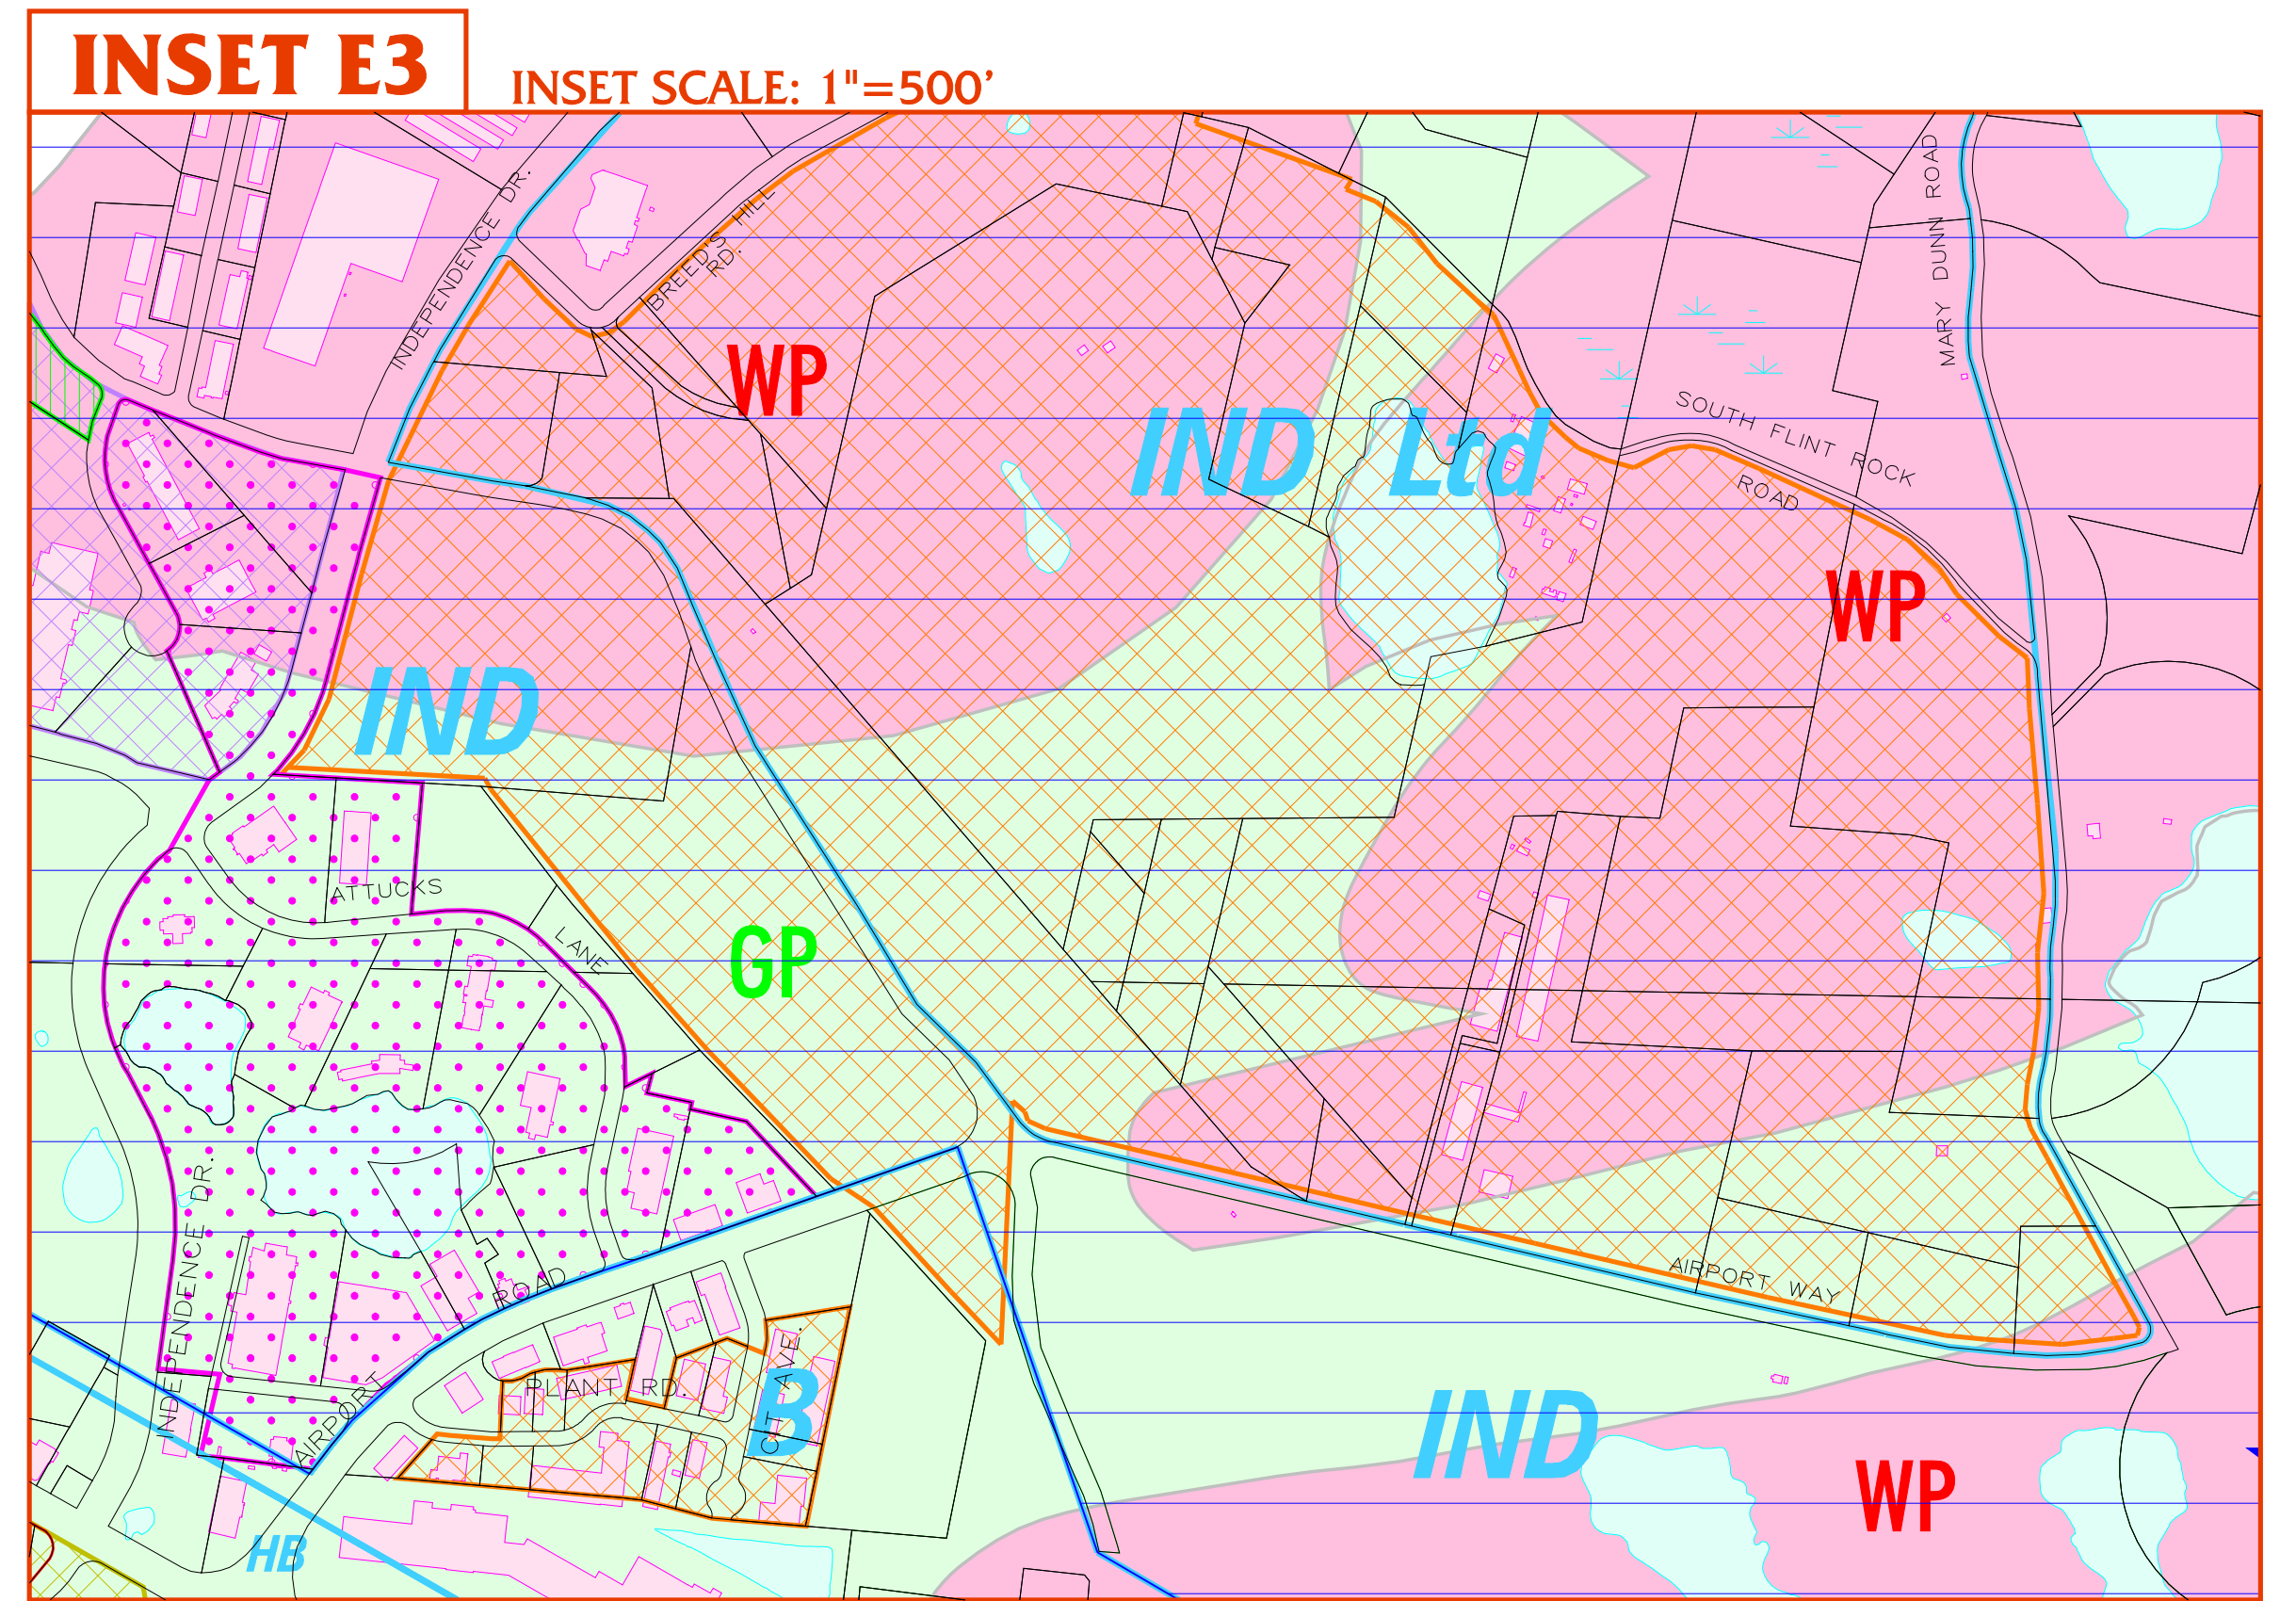 INSET E3
INSET SCALE: 1"=500'
MARY DUNN ROAD
INDEPENDENCE DR.
BREED'S HILL
RD.
WP
IND Ltd
SOUTH FLINT ROCK
ROAD
WP
IND
ATTUCKS
LANE
GP
INDEPENDENCE DR.
AIRPORT
ROAD
AIRPORT WAY
PLANT RD.
CIT AVE.
B
IND
WP
HB